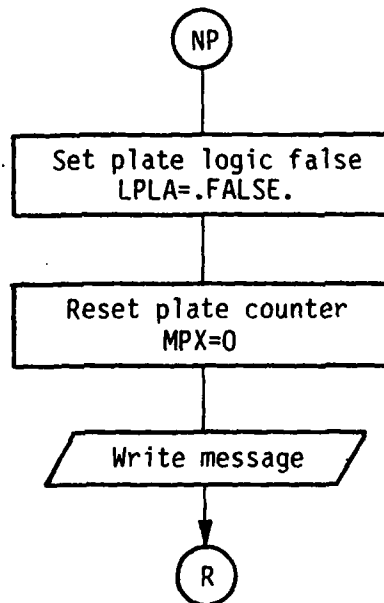 NP
Set plate logic false
LPLA=.FALSE.
Reset plate counter
MPX=0
Write message
R